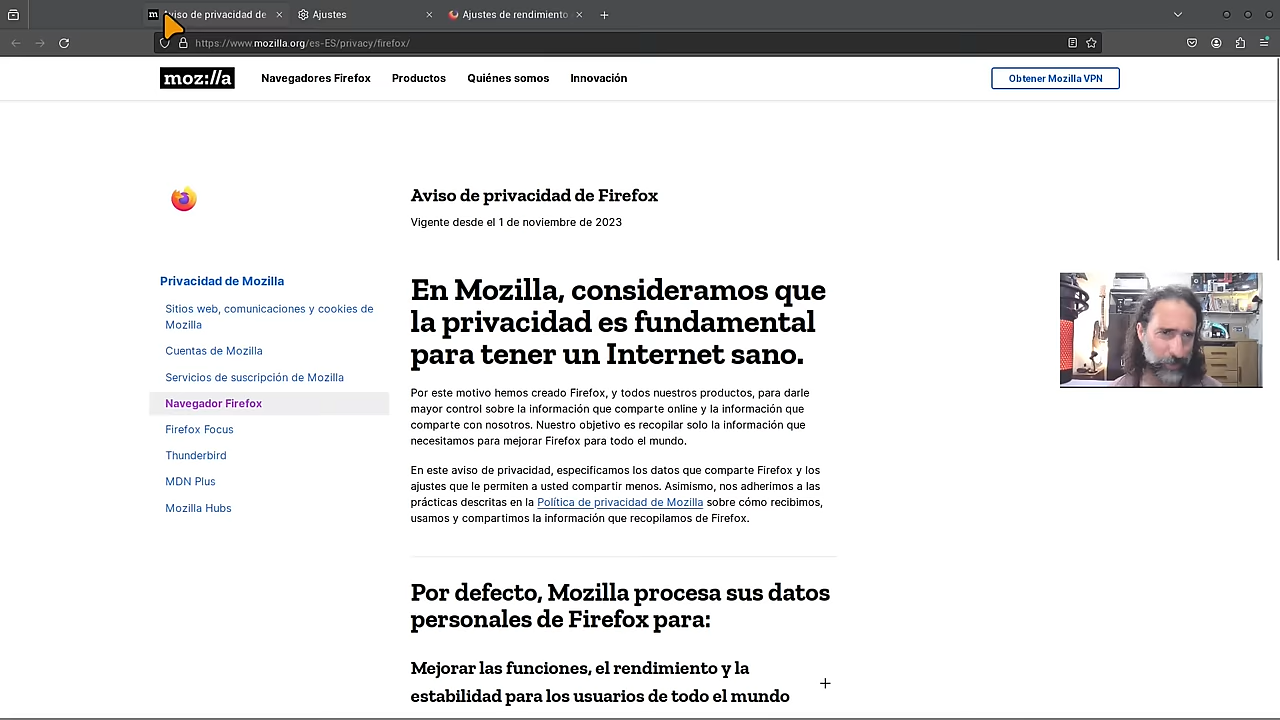 Aviso de privacidad de
Ajustes
Ajustes de rendimiento
https://www.mozilla.org/es-ES/privacy/firefox/
moz://a
Navegadores Firefox
Productos
Quiénes somos
Innovación
Obtener Mozilla VPN
Aviso de privacidad de Firefox
Vigente desde el 1 de noviembre de 2023
Privacidad de Mozilla
Sitios web, comunicaciones y cookies de
Mozilla
Cuentas de Mozilla
Servicios de suscripción de Mozilla
Navegador Firefox
Firefox Focus
Thunderbird
MDN Plus
Mozilla Hubs
En Mozilla, consideramos que
la privacidad es fundamental
para tener un Internet sano.
Por este motivo hemos creado Firefox, y todos nuestros productos, para darle
mayor control sobre la información que comparte online y la información que
comparte con nosotros. Nuestro objetivo es recopilar solo la información que
necesitamos para mejorar Firefox para todo el mundo.
En este aviso de privacidad, especificamos los datos que comparte Firefox y los
ajustes que le permiten a usted compartir menos. Asimismo, nos adherimos a las
prácticas descritas en la Política de privacidad de Mozilla sobre cómo recibimos,
usamos y compartimos la información que recopilamos de Firefox.
Por defecto, Mozilla procesa sus datos
personales de Firefox para:
Mejorar las funciones, el rendimiento y la
estabilidad para los usuarios de todo el mundo